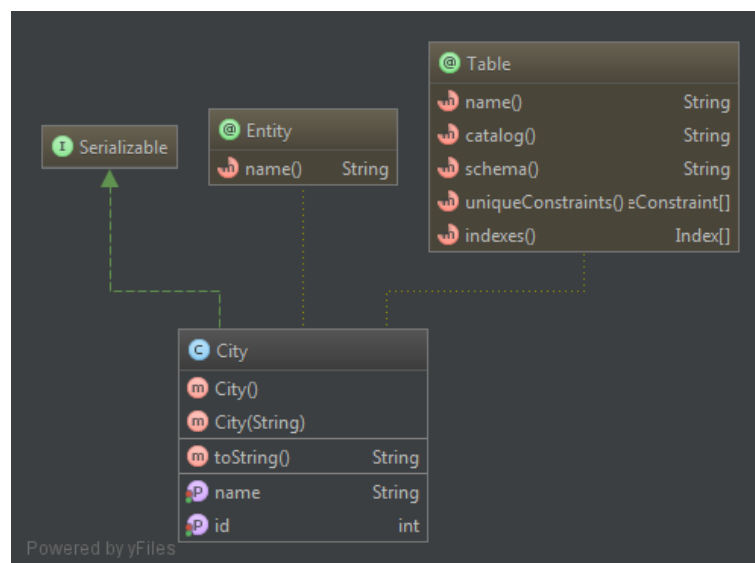 Serializable
Entity
name() String
Table
name() String
catalog() String
schema() String
uniqueConstraints() eConstraint[]
indexes() Index[]
City
City()
City(String)
toString() String
name String
id int
Powered by yFiles